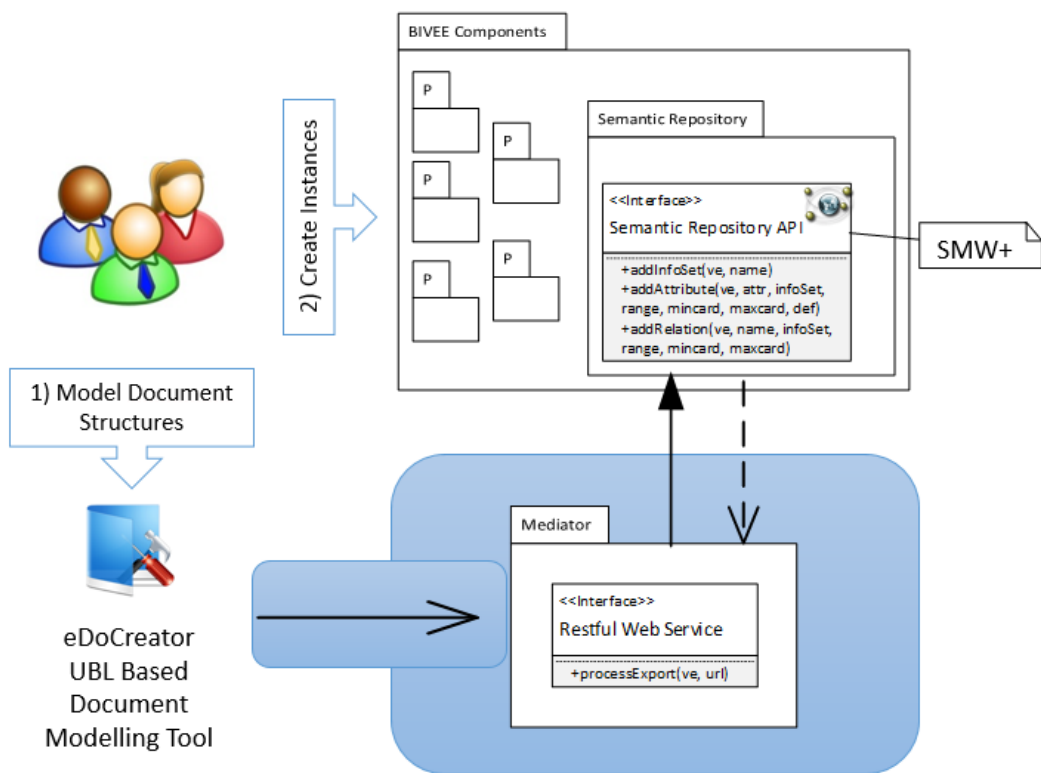 BIVEE Components
P
P
P
P
P
2) Create Instances
Semantic Repository
<<Interface>>
Semantic Repository API
+addInfoSet(ve, name)
+addAttribute(ve, attr, infoSet,
range, mincard, maxcard, def)
+addRelation(ve, name, infoSet,
range, mincard, maxcard)
SMW+
1) Model Document
Structures
eDoCreator
UBL Based
Document
Modelling Tool
Mediator
<<Interface>>
Restful Web Service
+processExport(ve, url)